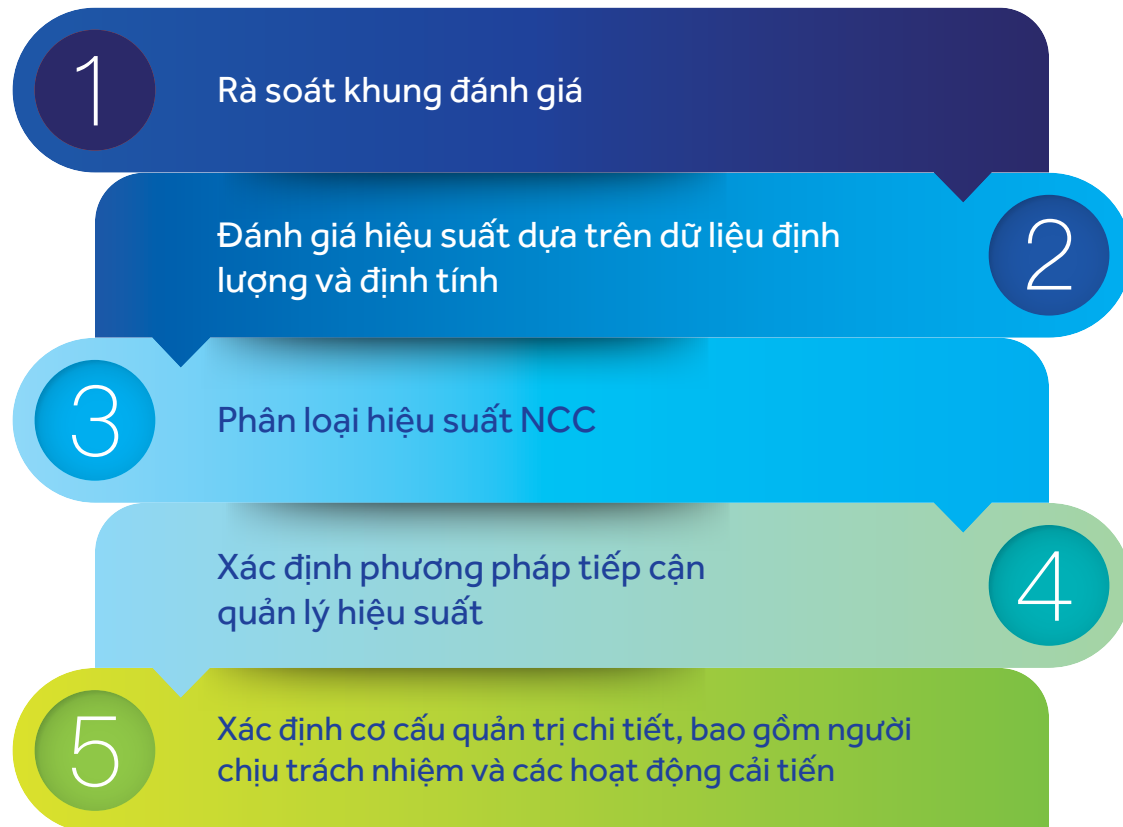 1
Rà soát khung đánh giá
Đánh giá hiệu suất dựa trên dữ liệu định
lượng và định tính
2
3
Phân loại hiệu suất NCC
Xác định phương pháp tiếp cận
quản lý hiệu suất
4
5
Xác định cơ cấu quản trị chi tiết, bao gồm người
chịu trách nhiệm và các hoạt động cải tiến